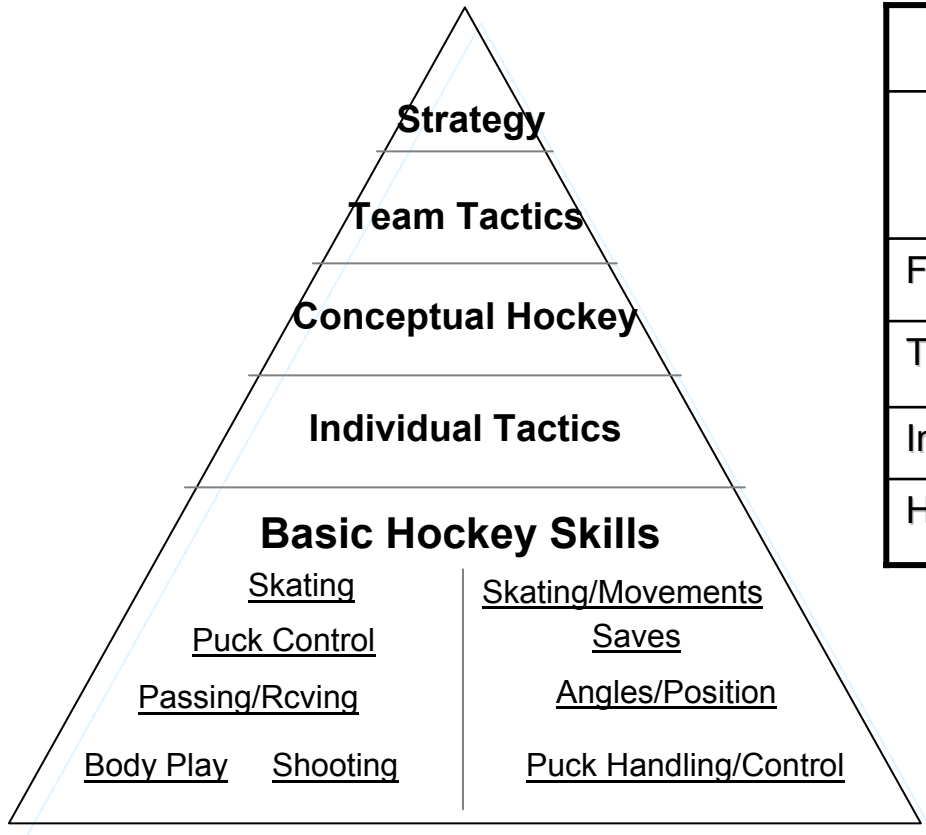 Strategy
Team Tactics
Conceptual Hockey
Individual Tactics
Basic Hockey Skills
Skating
Puck Control
Passing/Rcving
Body Play Shooting
Skating/Movements
Saves
Angles/Position
Puck Handling/Control
F
T
H